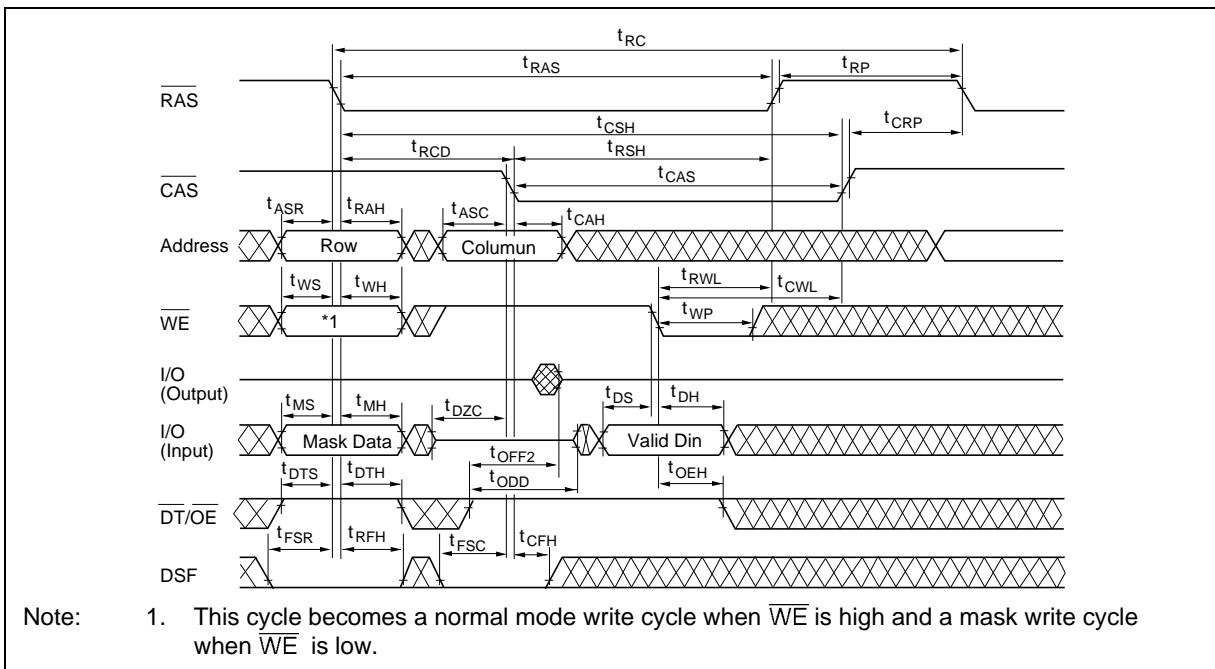 tRC
tRAS tRP
RAS
tCSH tCRP
tRCD tRSH
CAS tCAS
tASR tRAH tASC tCAH
Address Row Columun
tWS tWH tRWL tCWL
WE *1 tWP
I/O
(Output)
tMS tMH tDZC tDS tDH
I/O
(Input) Mask Data Valid Din
tOFF2
tDTS tDTH tODD tOEH
DT/OE
tFSR tRFH tFSC tCFH
DSF
Note: 1. This cycle becomes a normal mode write cycle when WE is high and a mask write cycle
when WE is low.